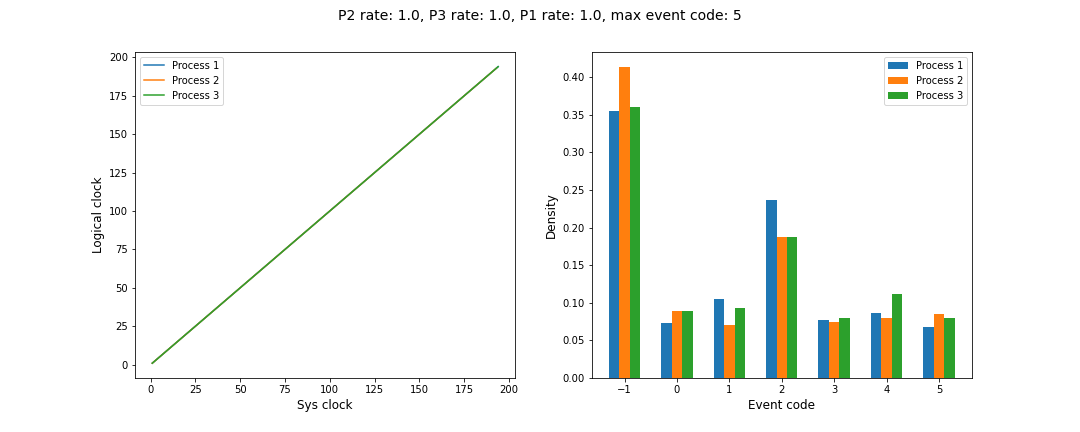 P2 rate: 1.0, P3 rate: 1.0, P1 rate: 1.0, max event code: 5
Process 1
Process 2
Process 3
200
175
150
125
100
75
50
25
0
Logical clock
0 25 50 75 100 125 150 175 200
Sys clock
Process 1
Process 2
Process 3
0.40
0.35
0.30
0.25
0.20
0.15
0.10
0.05
0.00
Density
−1 0 1 2 3 4 5
Event code